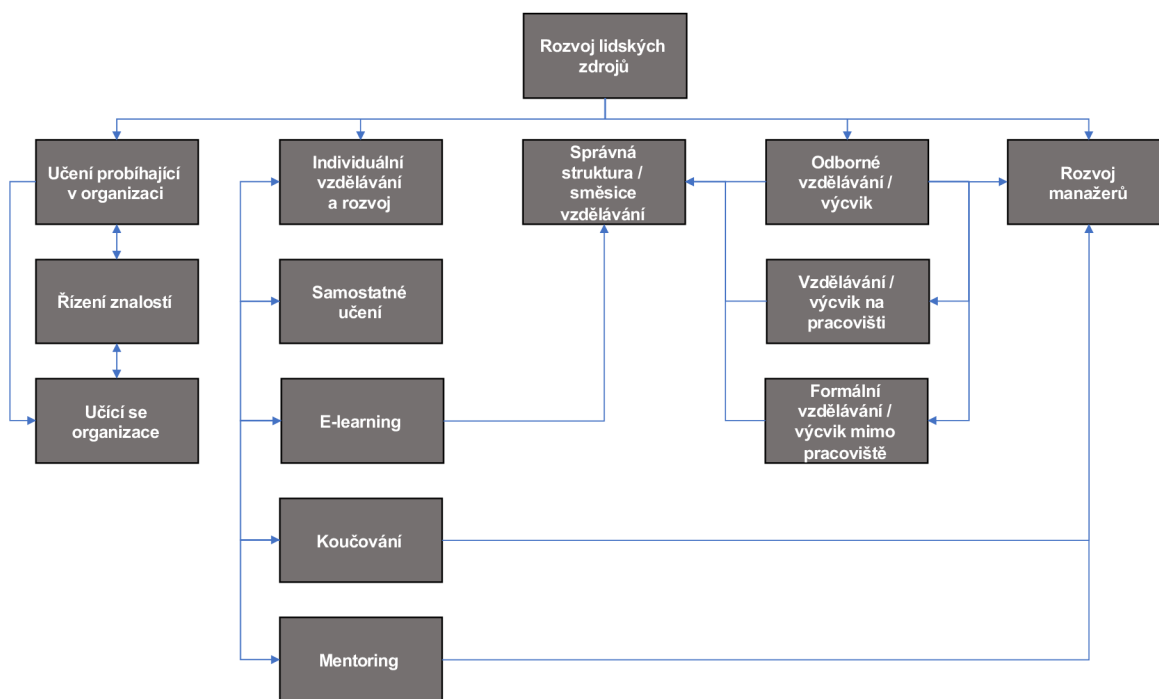 Rozvoj lidských
zdrojů
Učení probíhající
v organizaci
Individuální
vzdělávání
a rozvoj
Správná
struktura /
směsice
vzdělávání
Odborné
vzdělávání /
výcvik
Rozvoj
manažerů
Řízení znalostí
Samostatné
učení
Vzdělávání /
výcvik na
pracovišti
Učící se
organizace
E-learning
Formální
vzdělávání /
výcvik mimo
pracoviště
Koučování
Mentoring